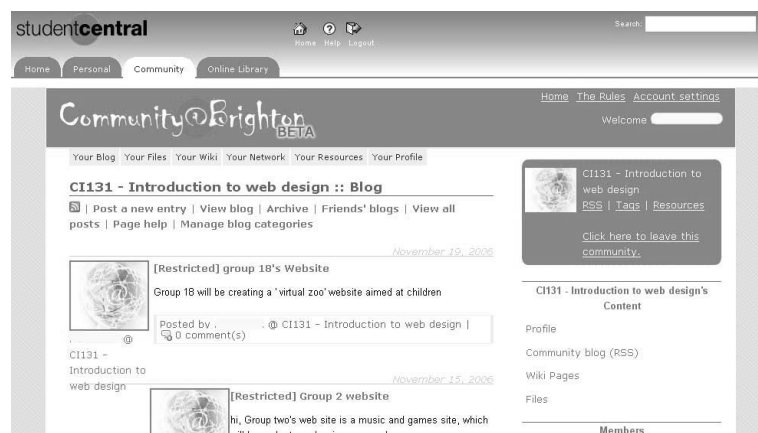 studentcentral
Home Help Logout
Search:
Home Personal Community Online Library
Home The Rules Account settings
Community@Brighton
BETA
Welcome
Your Blog Your Files Your Wiki Your Network Your Resources Your Profile
CI131 - Introduction to web design :: Blog
| Post a new entry | View blog | Archive | Friends' blogs | View all
posts | Page help | Manage blog categories
November 19, 2006
[Restricted] group 18's Website
Group 18 will be creating a 'virtual zoo' website aimed at children
Posted by . . @ CI131 - Introduction to web design |
0 comment(s)
. @
CI131 -
Introduction to
web design
November 15, 2006
[Restricted] Group 2 website
hi, Group two's web site is a music and games site, which
CI131 - Introduction to
web design
RSS | Tags | Resources
Click here to leave this
community.
CI131 - Introduction to web design's
Content
Profile
Community blog (RSS)
Wiki Pages
Files
Members